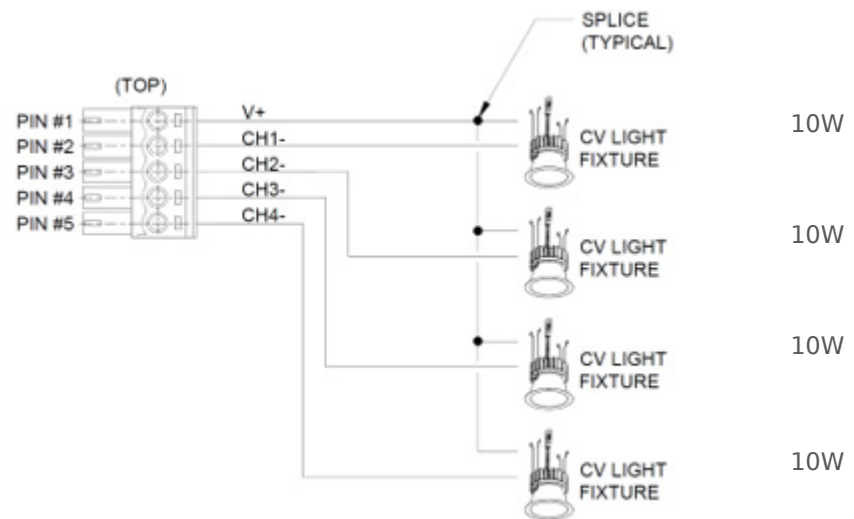 SPLICE
(TYPICAL)
(TOP)
PIN #1
V+
PIN #2
CH1-
PIN #3
CH2-
PIN #4
CH3-
PIN #5
CH4-
CV LIGHT
FIXTURE
10W
CV LIGHT
FIXTURE
10W
CV LIGHT
FIXTURE
10W
CV LIGHT
FIXTURE
10W